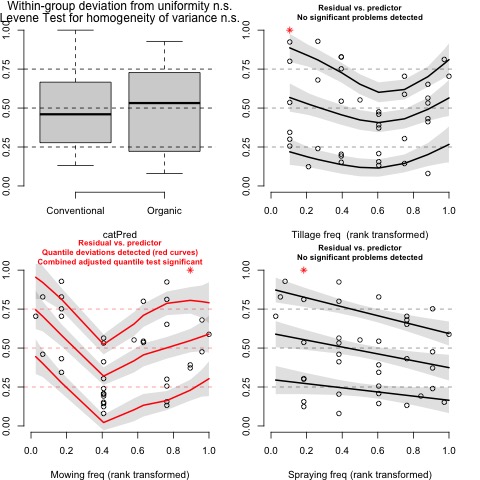 Within-group deviation from uniformity n.s.
Levene Test for homogeneity of variance n.s.
1.00
0.75
0.50
0.25
0.00
Conventional Organic
catPred
Residual vs. predictor
No significant problems detected
1.00
0.75
0.50
0.25
0.00
0.0 0.2 0.4 0.6 0.8 1.0
Tillage freq (rank transformed)
Residual vs. predictor
Quantile deviations detected (red curves)
Combined adjusted quantile test significant
1.00
0.75
0.50
0.25
0.00
0.0 0.2 0.4 0.6 0.8 1.0
Mowing freq (rank transformed)
Residual vs. predictor
No significant problems detected
1.00
0.75
0.50
0.25
0.00
0.0 0.2 0.4 0.6 0.8 1.0
Spraying freq (rank transformed)